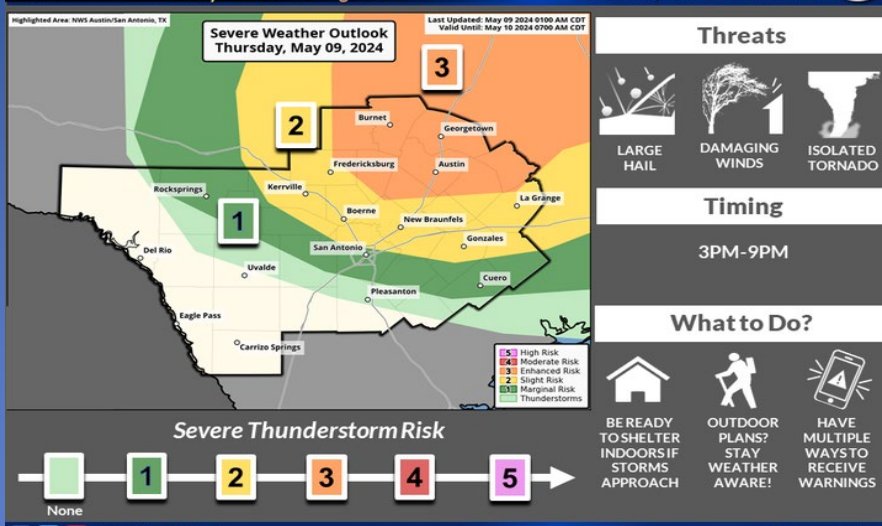 Highlighted Area: NWS Austin/San Antonio, TX
Last Updated: May 09 2024 0100 AM CDT
Valid Until: May 10 2024 0700 AM CDT
Severe Weather Outlook
Thursday, May 09, 2024
3
2
1
Burnet
Georgetown
Fredericksburg
Austin
Rocksprings
Kerrville
La Grange
Boerne
New Braunfels
Gonzales
San Antonio
Del Rio
Uvalde
Cuero
Pleasanton
Eagle Pass
Carrizo Springs
5 High Risk
4 Moderate Risk
3 Enhanced Risk
2 Slight Risk
1 Marginal Risk
Thunderstorms
Severe Thunderstorm Risk
1
2
3
4
5
None
Threats
LARGE
HAIL
DAMAGING
WINDS
ISOLATED
TORNADO
Timing
3PM-9PM
What to Do?
BE READY
TO SHELTER
INDOORS IF
STORMS
APPROACH
OUTDOOR
PLANS?
STAY
WEATHER
AWARE!
HAVE
MULTIPLE
WAYS TO
RECEIVE
WARNINGS